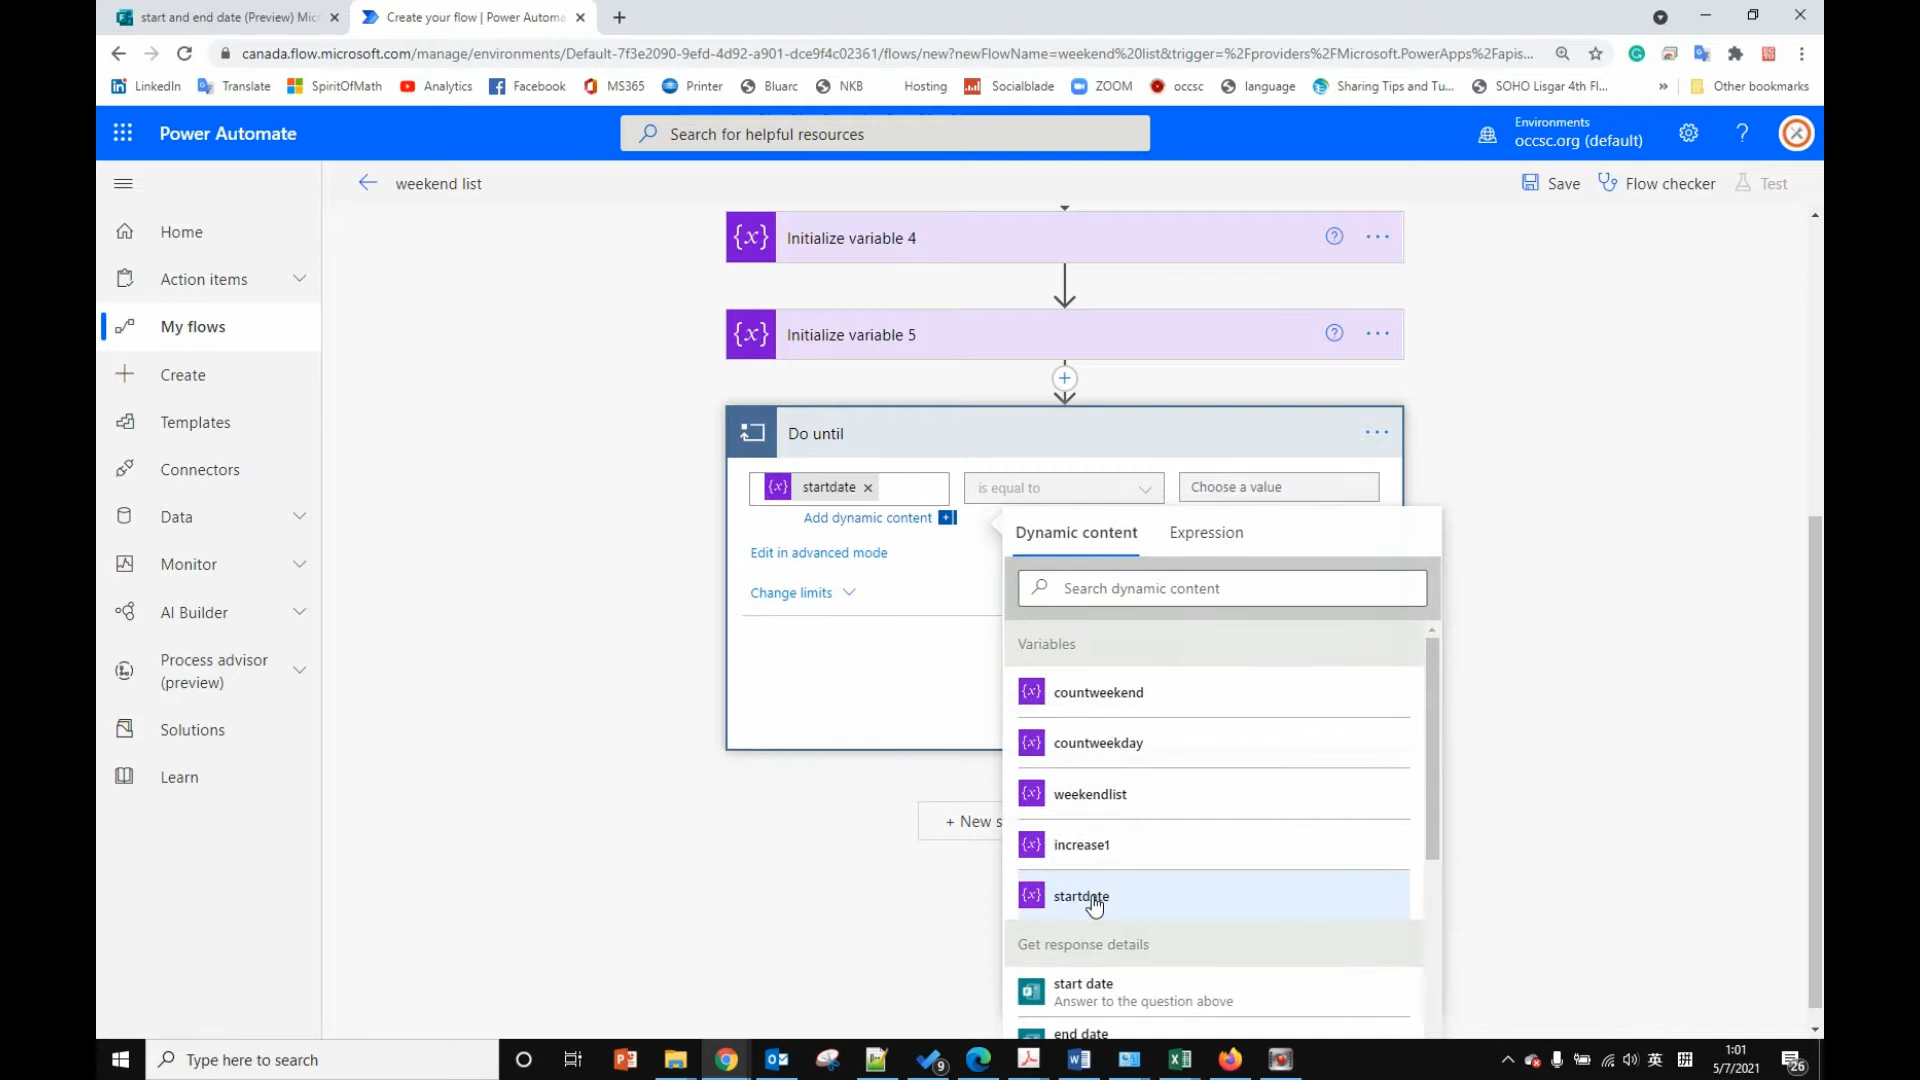 start and end date (Preview) Mic
Create your flow | Power Automa
canada.flow.microsoft.com/manage/environments/Default-7f3e2090-9efd-4d92-a901-dce9f4c02361/flows/new?newFlowName=weekend%20list&trigger=%2Fproviders%2FMicrosoft.PowerApps%2Fapis...
LinkedIn Translate SpiritOfMath Analytics Facebook MS365 Printer Bluarc NKB Hosting Socialblade ZOOM occsc language Sharing Tips and Tu... SOHO Lisgar 4th Fl... » Other bookmarks
Power Automate
Search for helpful resources
Environments
occsc.org (default)
weekend list
Save
Flow checker
Test
Home
Action items
My flows
Create
Templates
Connectors
Data
Monitor
AI Builder
Process advisor
(preview)
Solutions
Learn
{x} Initialize variable 4
{x} Initialize variable 5
Do until
{x} startdate
is equal to
Choose a value
Add dynamic content
Edit in advanced mode
Change limits
+ New s
Dynamic content
Expression
Search dynamic content
Variables
{x} countweekend
{x} countweekday
{x} weekendlist
{x} increase1
{x} startdate
Get response details
start date
Answer to the question above
end date
Type here to search
9
英
1:01
5/7/2021
26